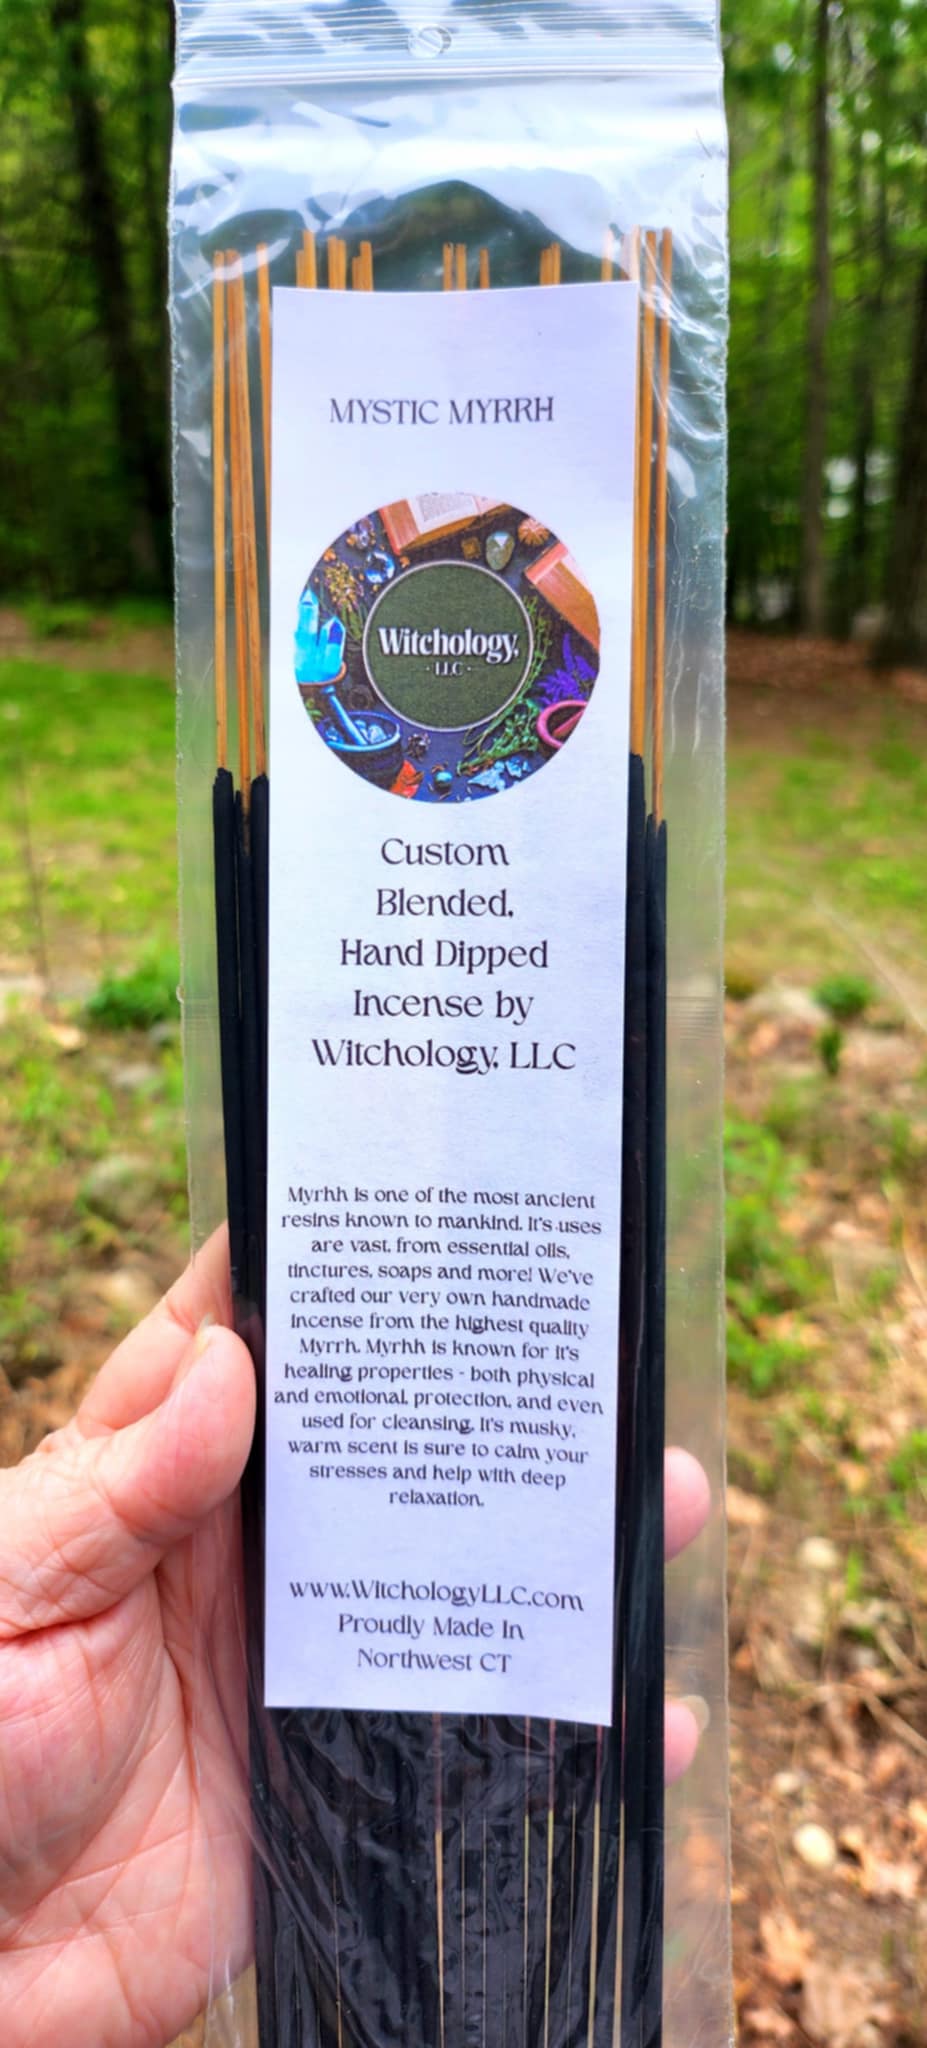 MYSTIC MYRRH
Witchology,
· LLC ·
Custom
Blended,
Hand Dipped
Incense by
Witchology, LLC
Myrhh is one of the most ancient
resins known to mankind. It's uses
are vast, from essential oils,
tinctures, soaps and more! We've
crafted our very own handmade
incense from the highest quality
Myrrh. Myrhh is known for it's
healing properties - both physical
and emotional, protection, and even
used for cleansing. It's musky,
warm scent is sure to calm your
stresses and help with deep
relaxation.
www.WitchologyLLC.com
Proudly Made In
Northwest CT